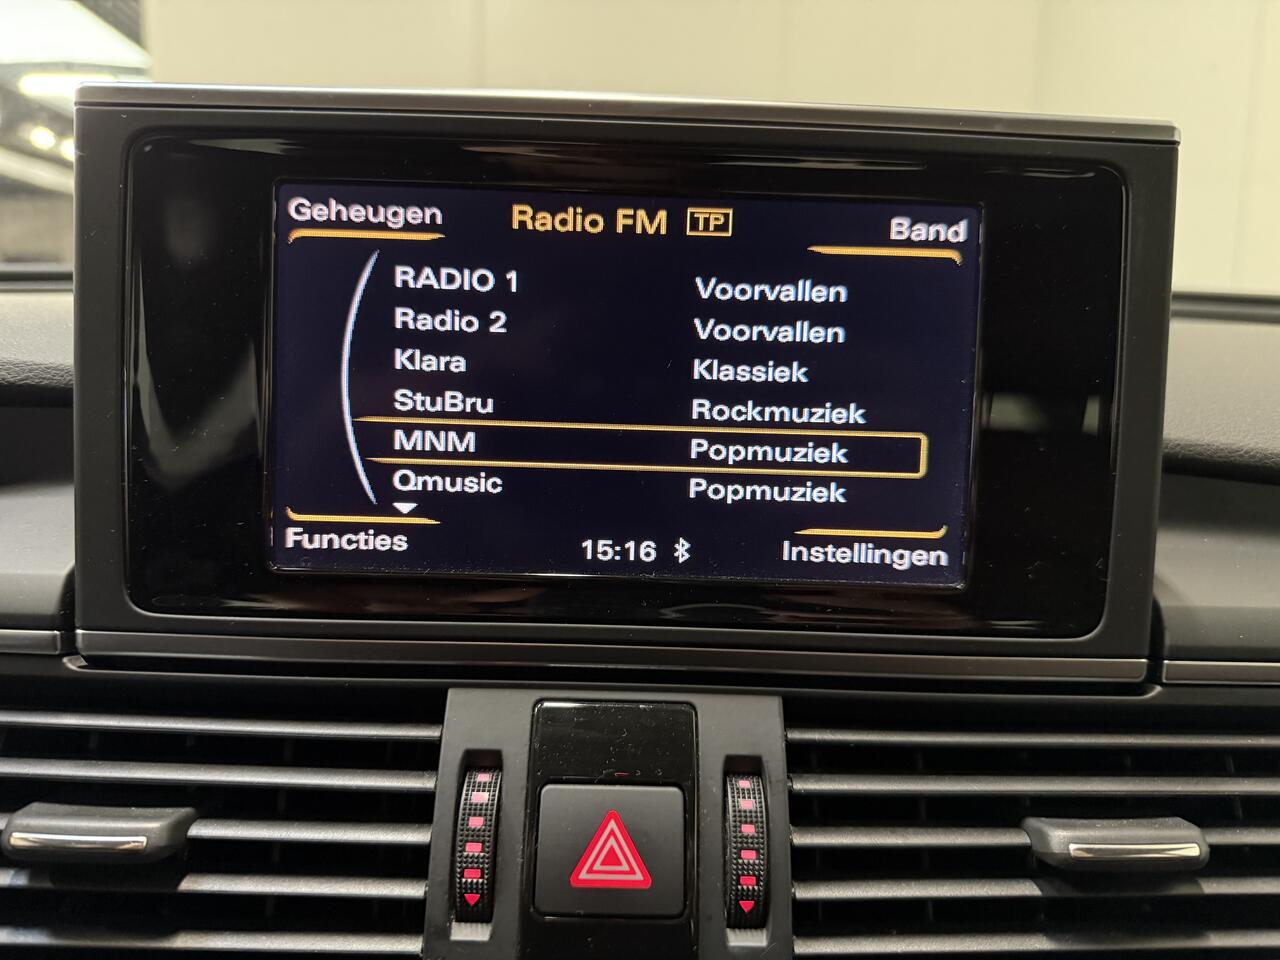 Geheugen Radio FM TP Band
RADIO 1 Voorvallen
Radio 2 Voorvallen
Klara Klassiek
StuBru Rockmuziek
MNM Popmuziek
Qmusic Popmuziek
Functies 15:16 Instellingen